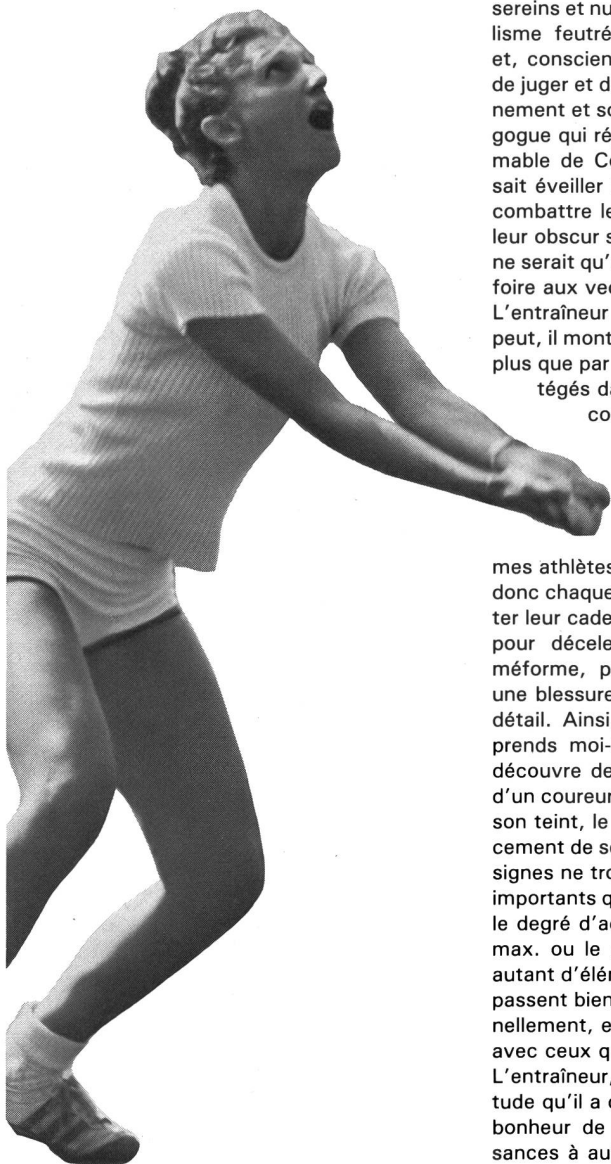 sereins et nu
lisme feutré
et, conscien
de juger et d
nement et so
gogue qui ré
mable de Co
sait éveiller
combattre le
leur obscur s
ne serait qu'
foire aux ved
L'entraîneur
peut, il mont
plus que par
tégés da
co
mes athlètes
donc chaque
ter leur cade
pour décele
méforme, p
une blessure
détail. Ainsi
prends moi-
découvre de
d'un coureur
son teint, le
cement de se
signes ne tro
importants q
le degré d'ac
max. ou le
autant d'élém
passent bien
nellement, e
avec ceux q
L'entraîneur,
tude qu'il a d
bonheur de
sances à au